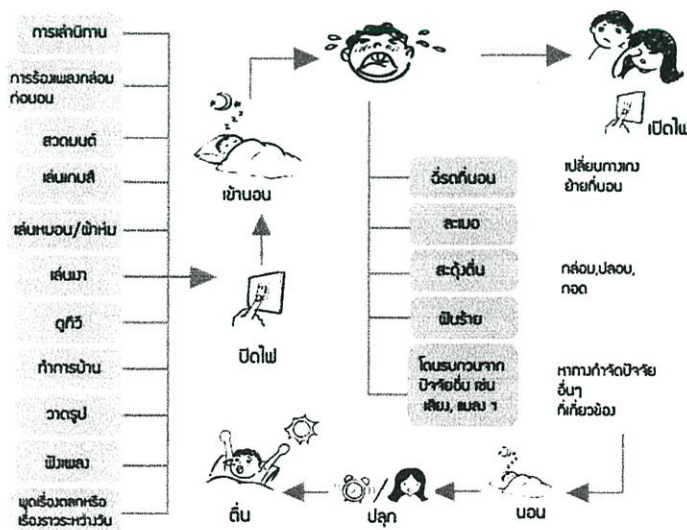 การเล่านิทาน
การร้องเพลงกล่อม
ก่อนอน
สวดมนต์
เล่นเกมส์
เล่นหมอน/ผ้าห่ม
เล่นเงา
ดูทีวี
ทำการบ้าน
วาดรูป
ฟังเพลง
พูดเรื่องตลกหรือ
เรื่องราวระหว่างวัน
ปิดไฟ
เข้านอน
เปิดไฟ
ฉี่รดที่นอน
ละเมอ
สะดุ้งตื่น
ฝันร้าย
โดนรบกวนจาก
ปัจจัยอื่น เช่น
เสียง, แมลง ฯ
เปลี่ยนกางเกง
ย้ายที่นอน
กล่อม,ปลอบ,
กอด
หาทางกำจัดปัจจัย
อื่นๆ
ที่เกี่ยวข้อง
นอน
ปลุก
ตื่น